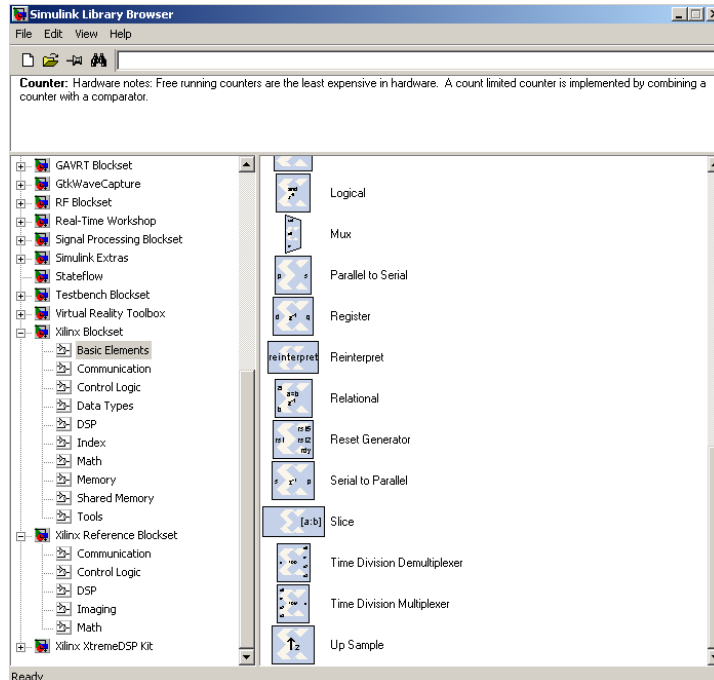 Simulink Library Browser
File Edit View Help
Counter: Hardware notes: Free running counters are the least expensive in hardware. A count limited counter is implemented by combining a
counter with a comparator.
GAVRT Blockset
GtkWaveCapture
RF Blockset
Real-Time Workshop
Signal Processing Blockset
Simulink Extras
Stateflow
Testbench Blockset
Virtual Reality Toolbox
Xilinx Blockset
Basic Elements
Communication
Control Logic
Data Types
DSP
Index
Math
Memory
Shared Memory
Tools
Xilinx Reference Blockset
Communication
Control Logic
DSP
Imaging
Math
Xilinx XtremeDSP Kit
Logical
Mux
Parallel to Serial
Register
reinterpret Reinterpret
Relational
Reset Generator
Serial to Parallel
[a:b] Slice
Time Division Demultiplexer
Time Division Multiplexer
Up Sample
Ready